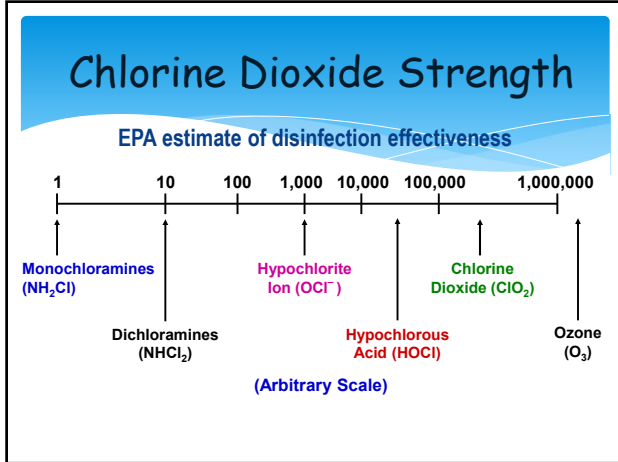 Chlorine Dioxide Strength
EPA estimate of disinfection effectiveness
1 10 100 1,000 10,000 100,000 1,000,000
Monochloramines
(NH₂Cl)
Hypochlorite
Ion (OCl⁻)
Chlorine
Dioxide (ClO₂)
Dichloramines
(NHCl₂)
Hypochlorous
Acid (HOCl)
Ozone
(O₃)
(Arbitrary Scale)